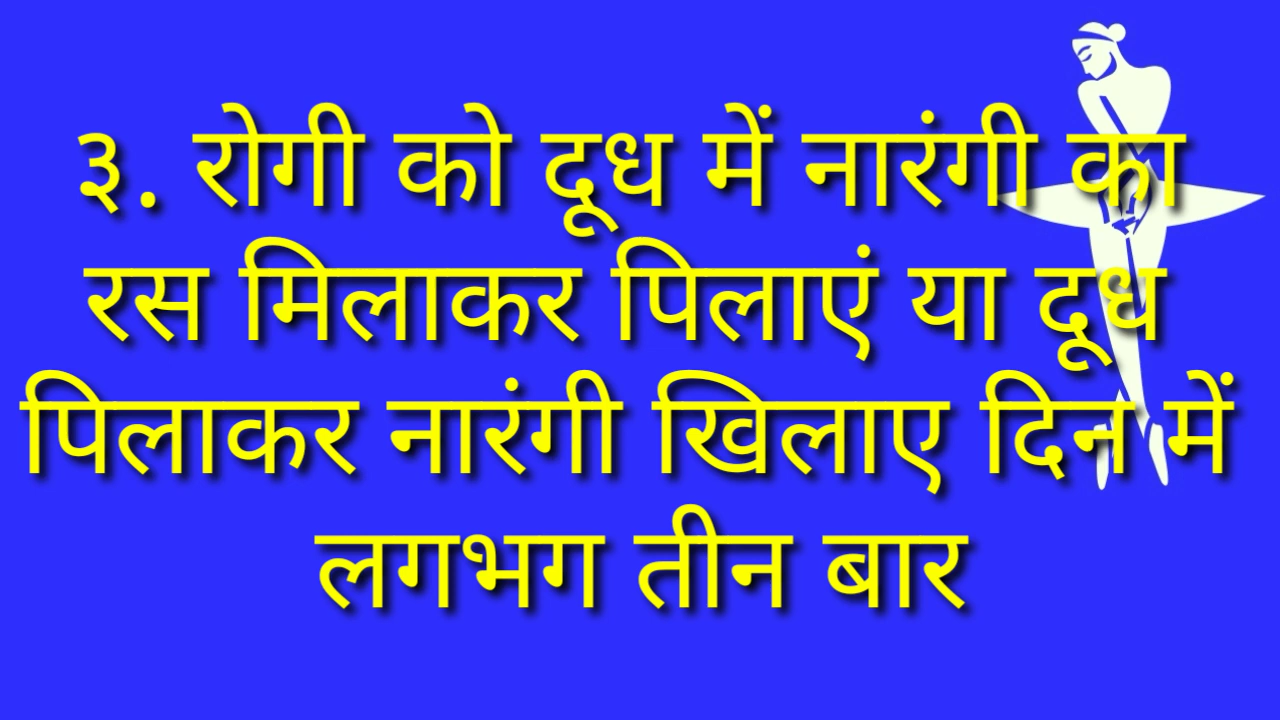 ३. रोगी को दूध में नारंगी का
रस मिलाकर पिलाएं या दूध
पिलाकर नारंगी खिलाए दिन में
लगभग तीन बार